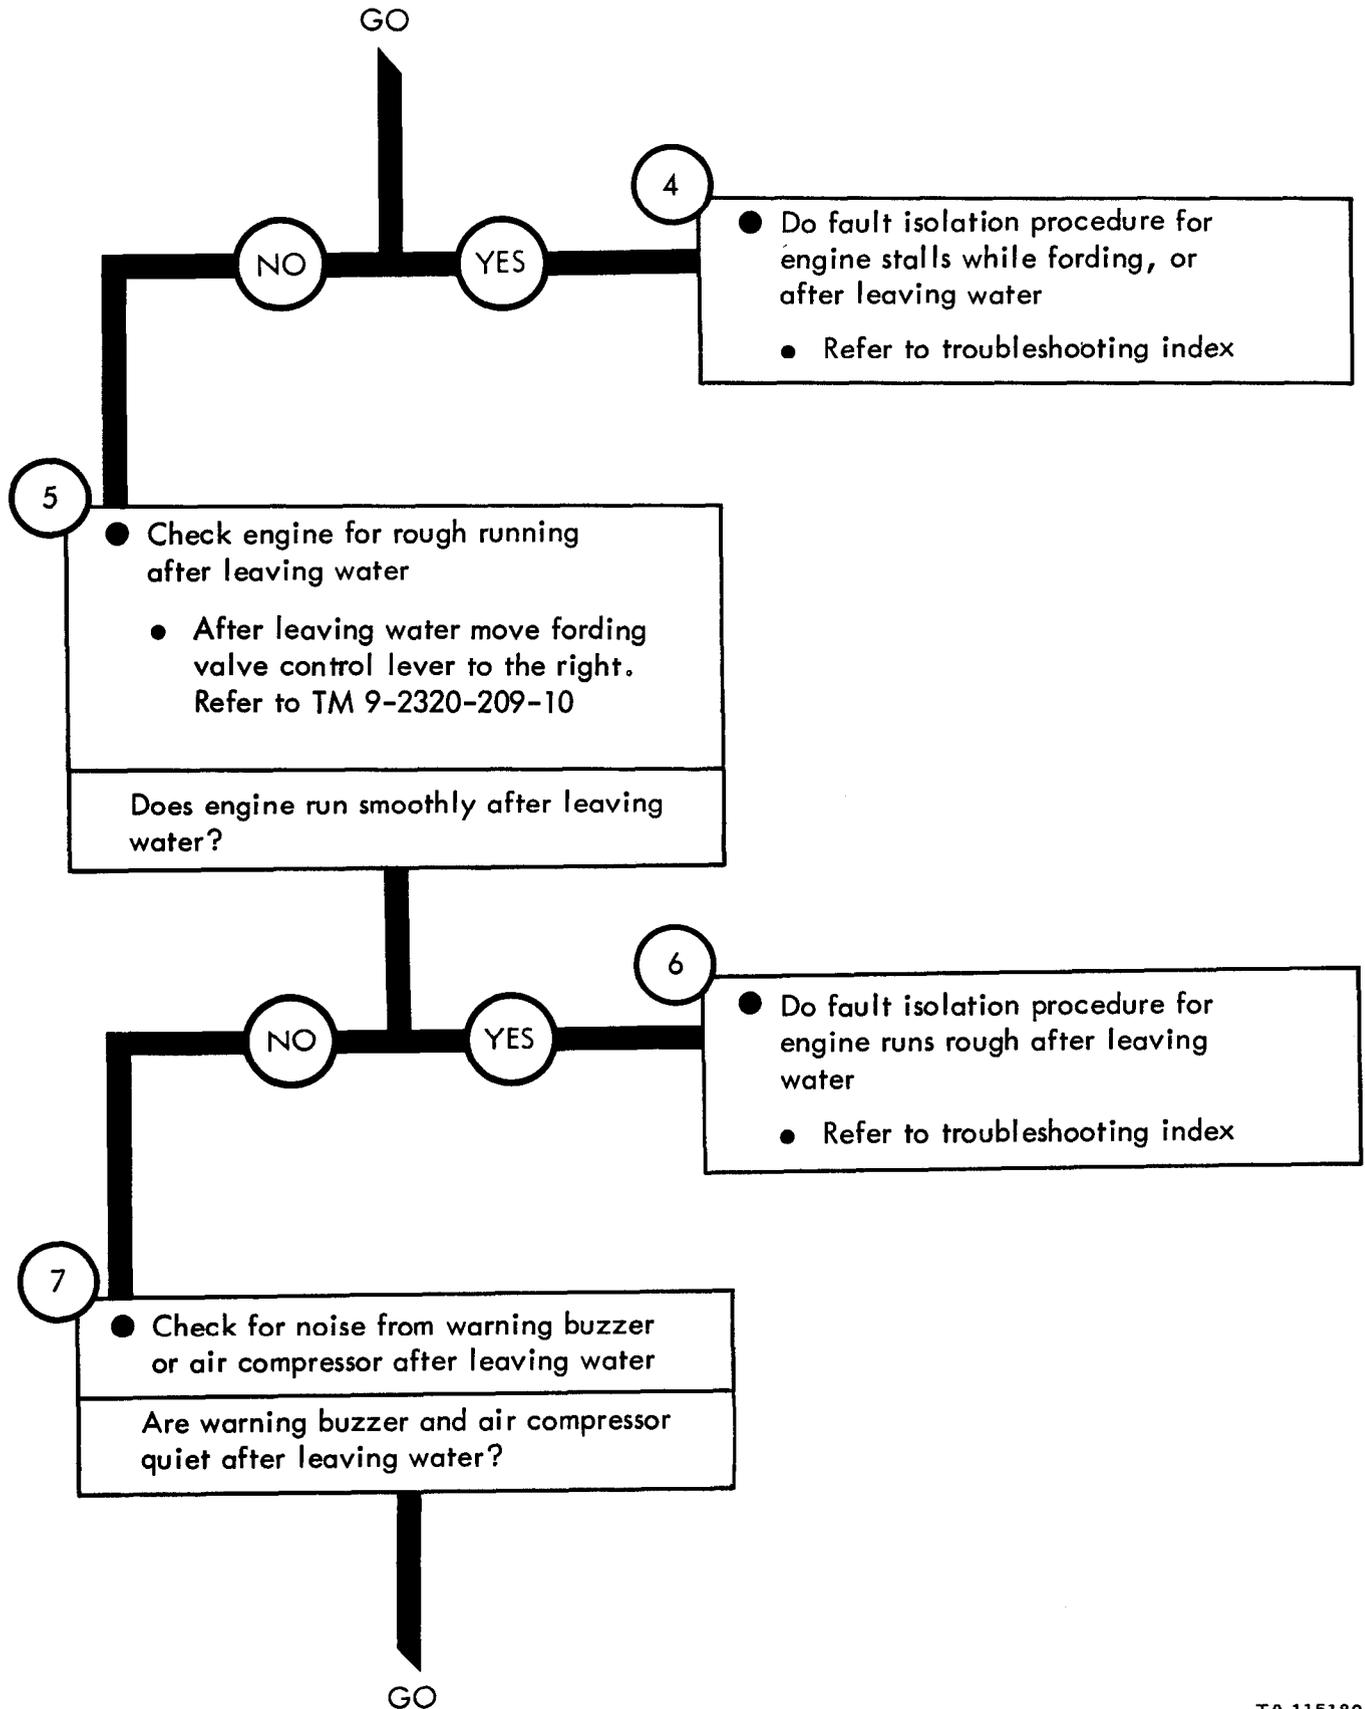 GO
NO
YES
4
● Do fault isolation procedure for
engine stalls while fording, or
after leaving water
● Refer to troubleshooting index
5
● Check engine for rough running
after leaving water
● After leaving water move fording
valve control lever to the right.
Refer to TM 9-2320-209-10
Does engine run smoothly after leaving
water?
NO
YES
6
● Do fault isolation procedure for
engine runs rough after leaving
water
● Refer to troubleshooting index
7
● Check for noise from warning buzzer
or air compressor after leaving water
Are warning buzzer and air compressor
quiet after leaving water?
GO